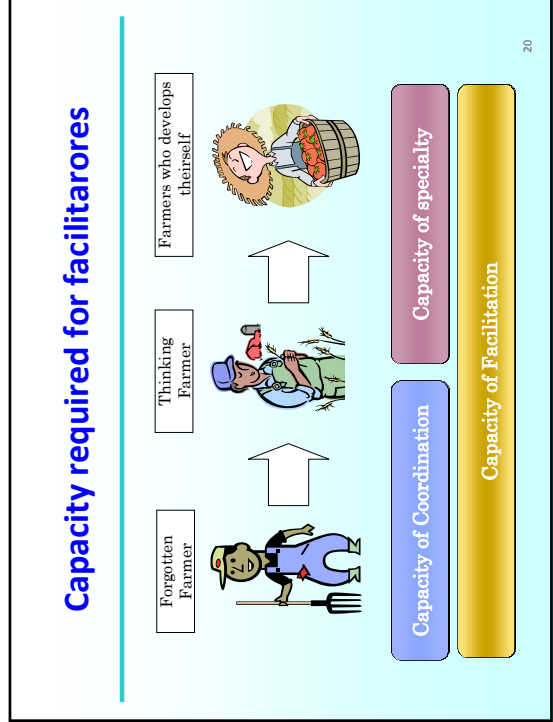 Capacity required for facilitarores
Forgotten
Farmer
Thinking
Farmer
Farmers who develops
theirself
Capacity of Coordination
Capacity of specialty
Capacity of Facilitation
20